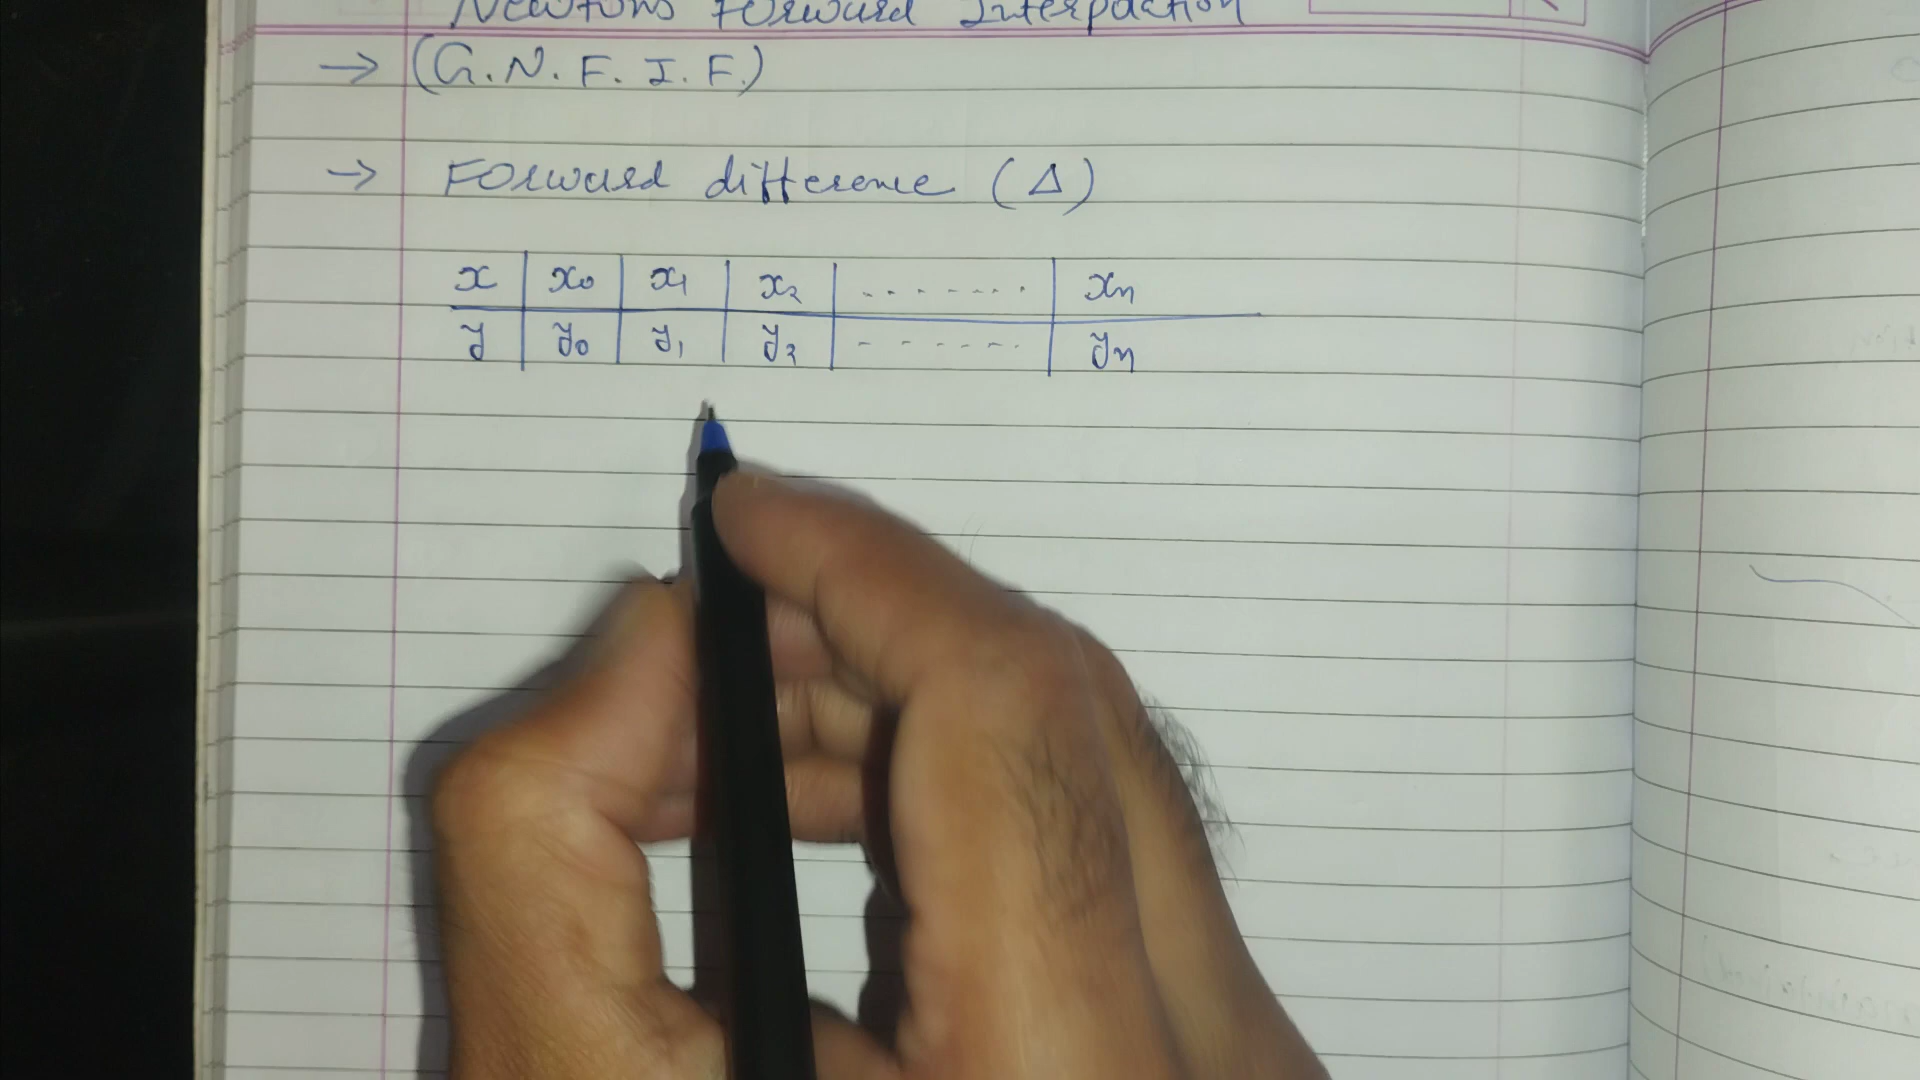 Newtons Forward Interpolation
→ (G.N.F.I.F.)
→ Forward difference (Δ)
x | x₀ | x₁ | x₂ | ........ | xₙ
y | y₀ | y₁ | y₂ | ........ | yₙ